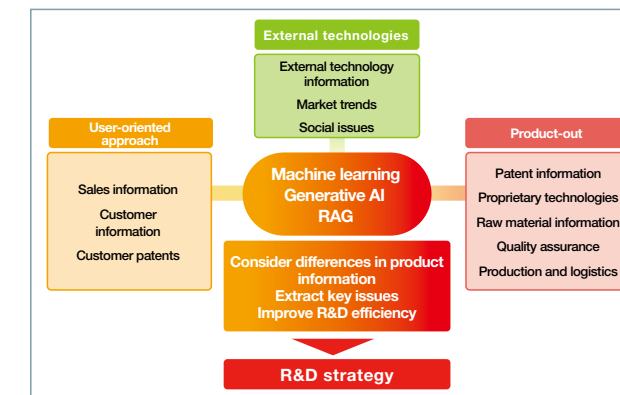 External technologies
External technology
information
Market trends
Social issues
User-oriented
approach
Sales information
Customer
information
Customer patents
Machine learning
Generative AI
RAG
Product-out
Patent information
Proprietary technologies
Raw material information
Quality assurance
Production and logistics
Consider differences in product
information
Extract key issues
Improve R&D efficiency
R&D strategy